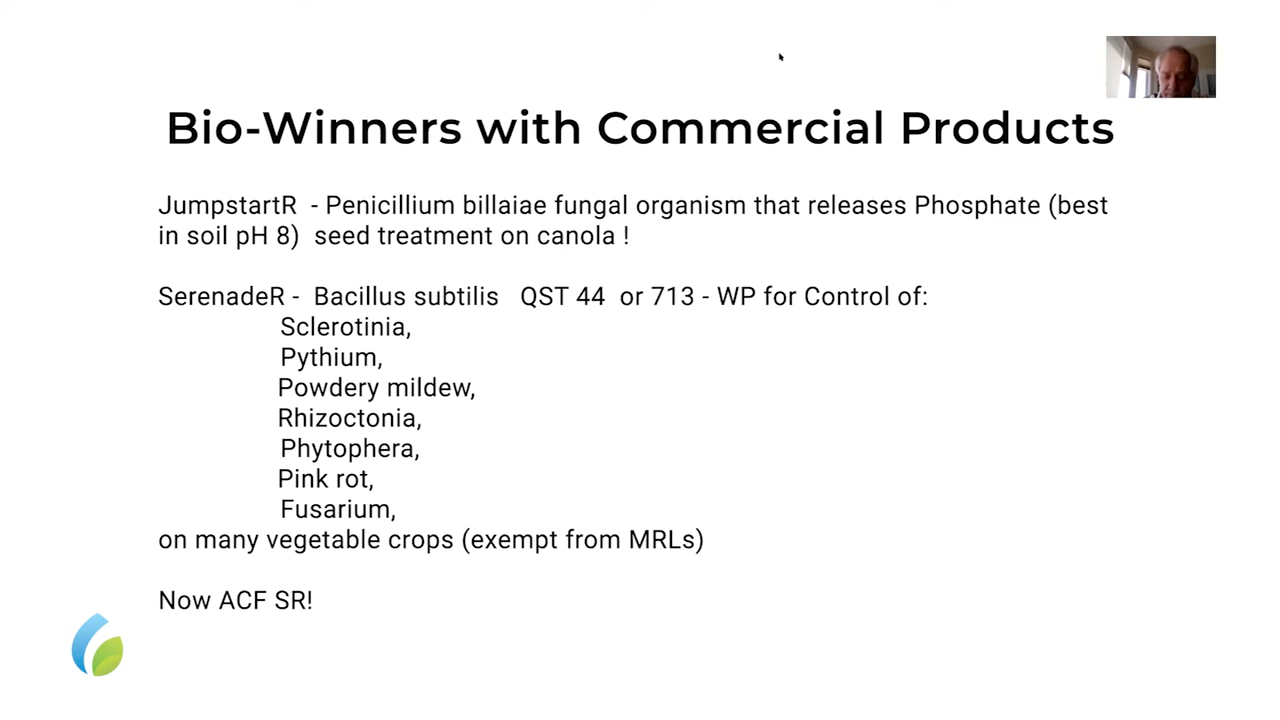 Bio-Winners with Commercial Products
JumpstartR - Penicillium billaiae fungal organism that releases Phosphate (best
in soil pH 8) seed treatment on canola !
SerenadeR - Bacillus subtilis QST 44 or 713 - WP for Control of:
Sclerotinia,
Pythium,
Powdery mildew,
Rhizoctonia,
Phytophera,
Pink rot,
Fusarium,
on many vegetable crops (exempt from MRLs)
Now ACF SR!